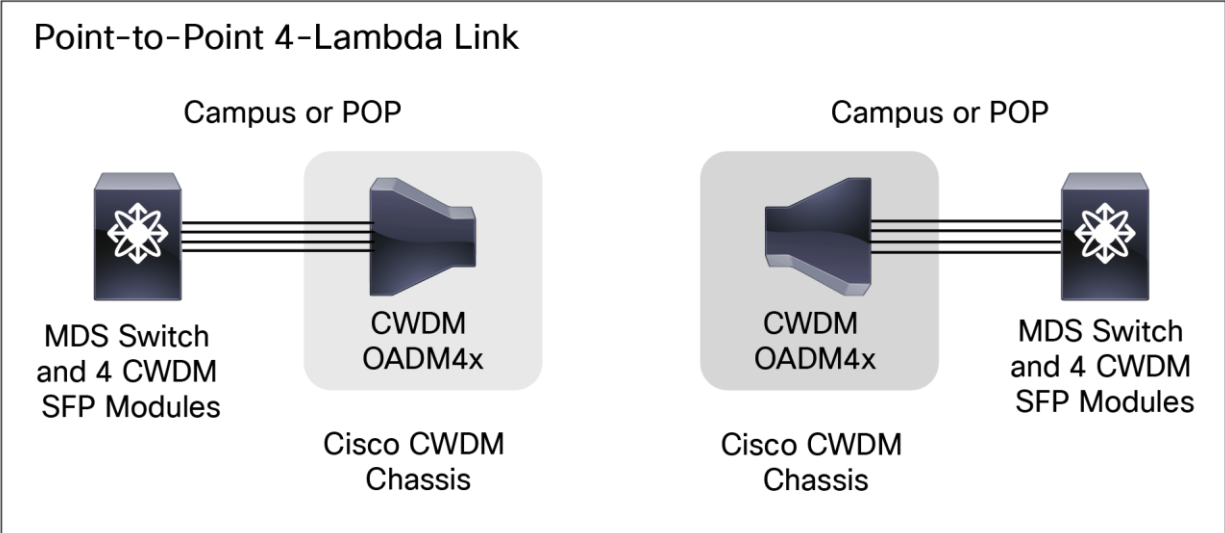 Point-to-Point 4-Lambda Link
Campus or POP
Campus or POP
MDS Switch
and 4 CWDM
SFP Modules
CWDM
OADM4x
Cisco CWDM
Chassis
CWDM
OADM4x
Cisco CWDM
Chassis
MDS Switch
and 4 CWDM
SFP Modules